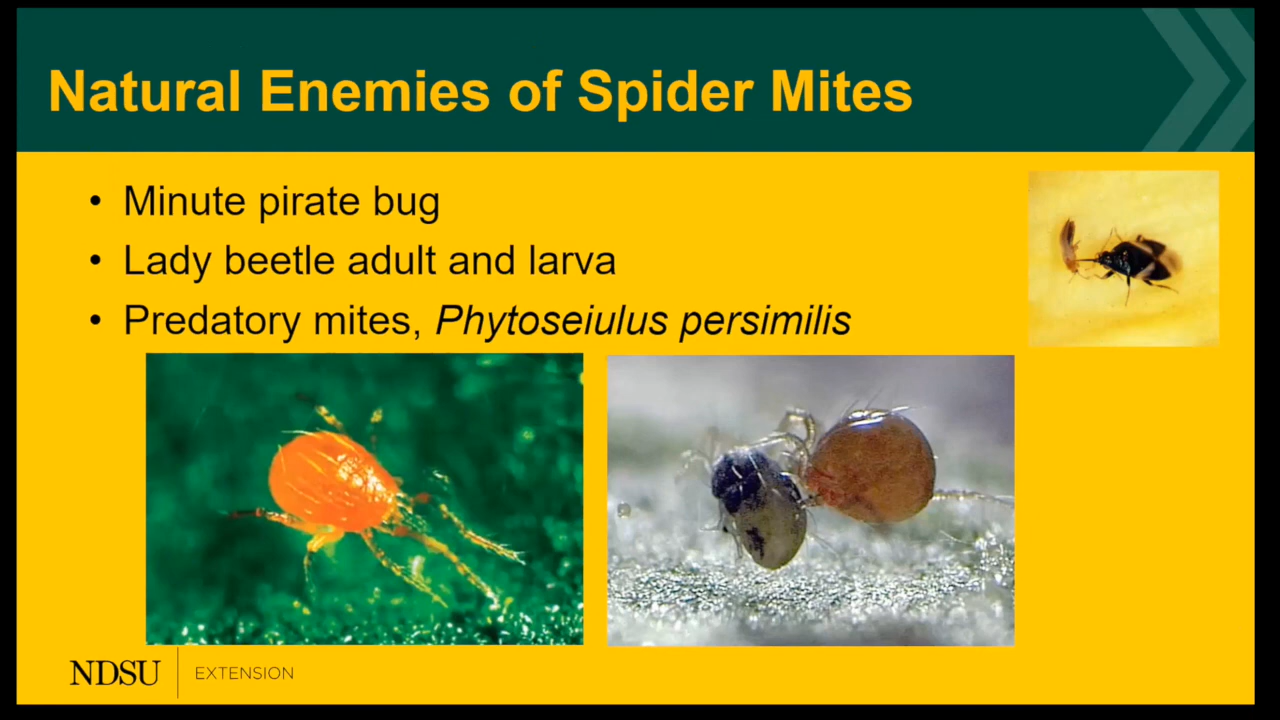 Natural Enemies of Spider Mites
• Minute pirate bug
• Lady beetle adult and larva
• Predatory mites, Phytoseiulus persimilis
NDSU EXTENSION